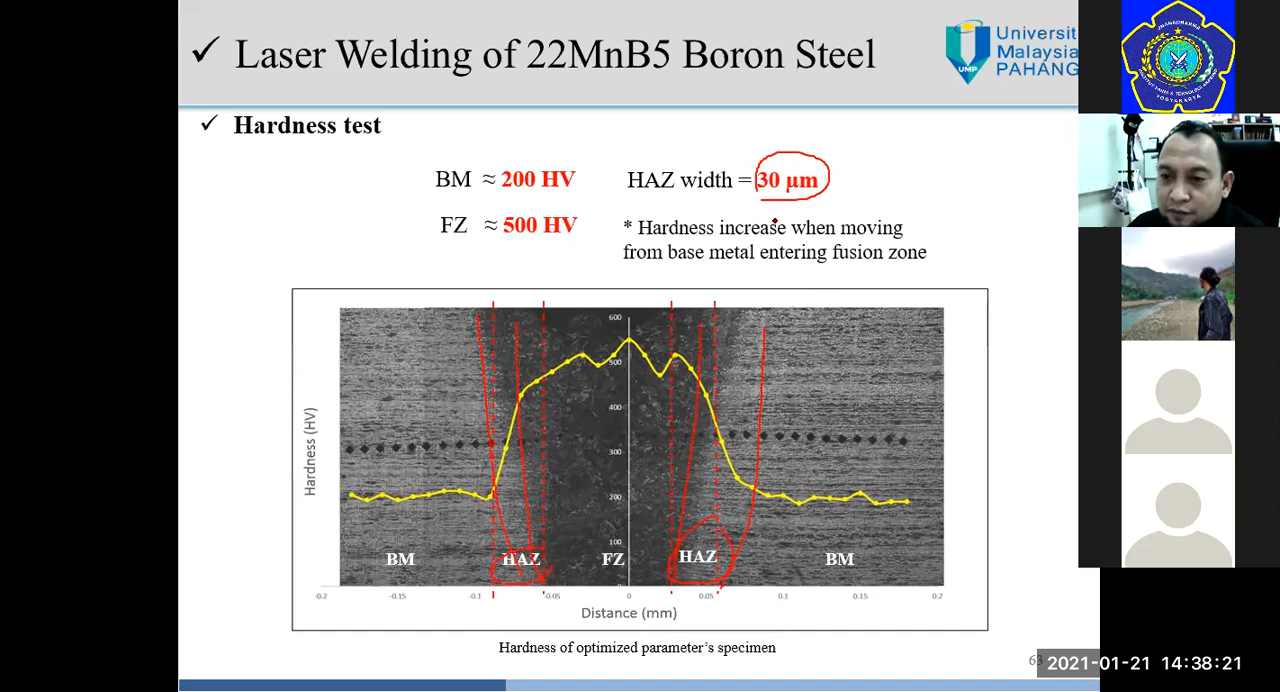 ✓ Laser Welding of 22MnB5 Boron Steel
Universiti
Malaysia
PAHANG
UMP
✓ Hardness test
BM ≈ 200 HV
HAZ width = 30 µm
FZ ≈ 500 HV
* Hardness increase when moving
from base metal entering fusion zone
Hardness (HV)
600
500
400
300
200
100
0
BM
HAZ
FZ
HAZ
BM
-0.2
-0.15
-0.1
-0.05
0
0.05
0.1
0.15
0.2
Distance (mm)
Hardness of optimized parameter's specimen
2021-01-21 14:38:21
YOGYAKARTA